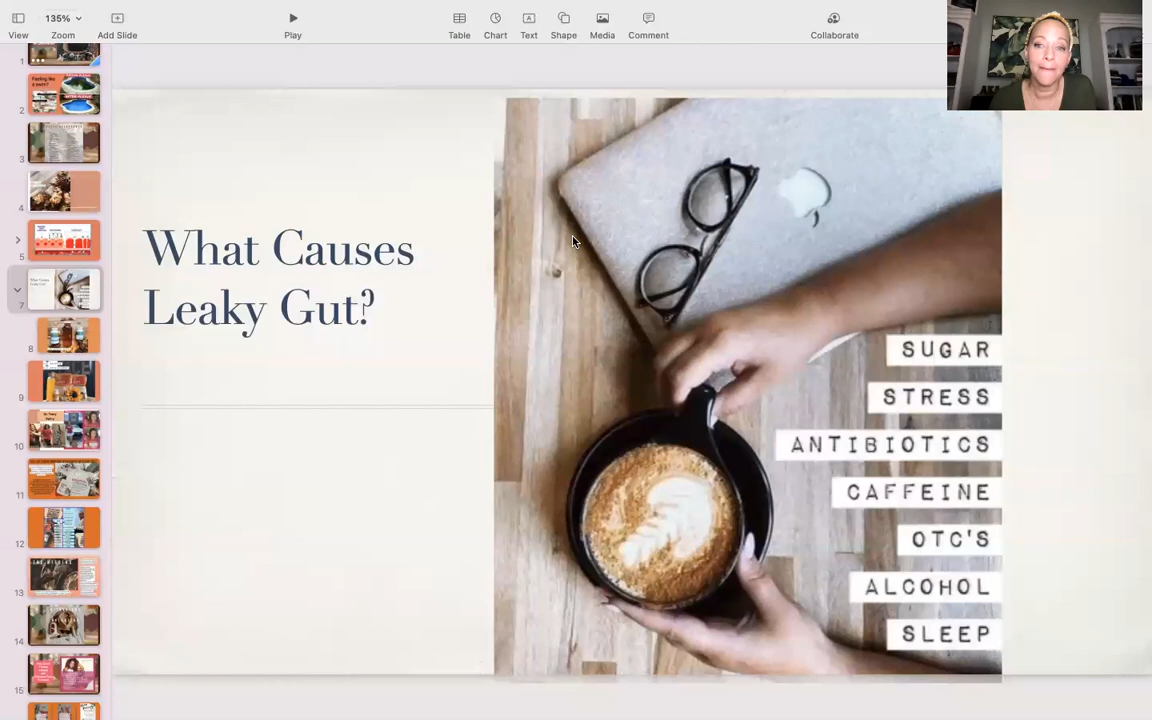 135%
View
Zoom
Add Slide
Play
Table
Chart
Text
Shape
Media
Comment
Collaborate
1
2
3
4
5
7
8
9
10
11
12
13
14
15
What Causes
Leaky Gut?
SUGAR
STRESS
ANTIBIOTICS
CAFFEINE
OTC'S
ALCOHOL
SLEEP